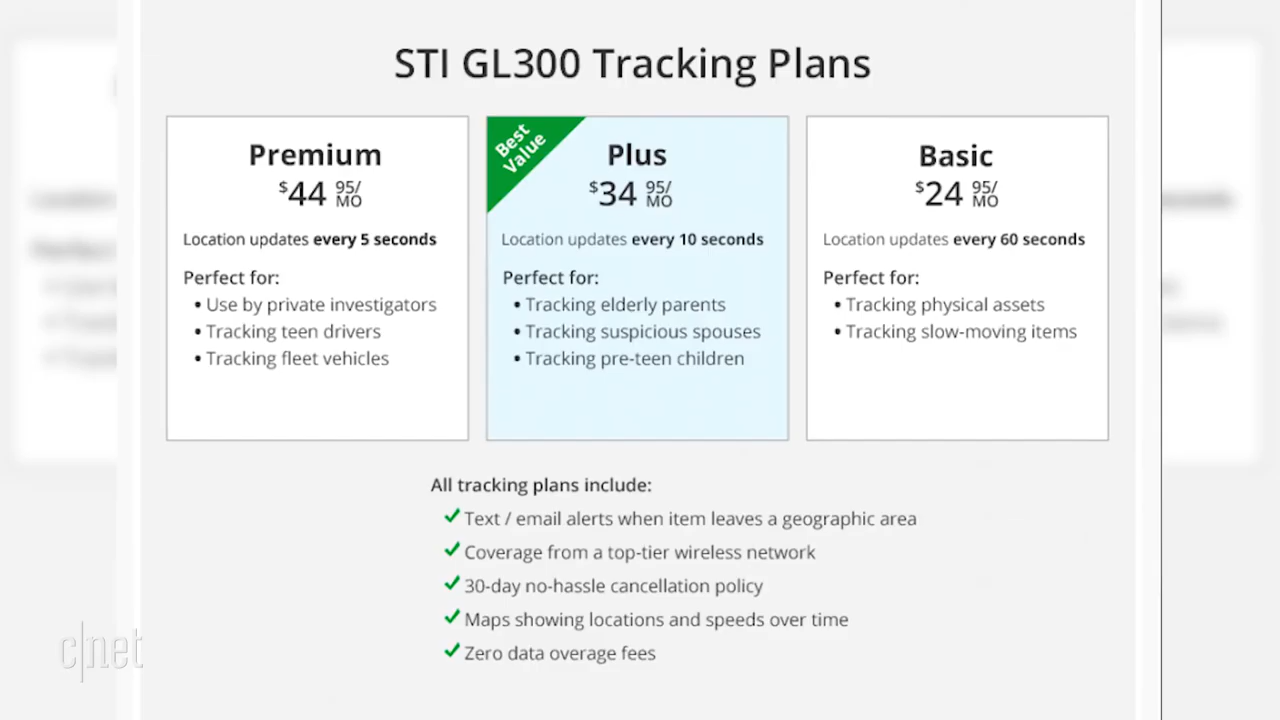 STI GL300 Tracking Plans
Best
Value
Premium
$44 95/
MO
Location updates every 5 seconds
Perfect for:
• Use by private investigators
• Tracking teen drivers
• Tracking fleet vehicles
Plus
$34 95/
MO
Location updates every 10 seconds
Perfect for:
• Tracking elderly parents
• Tracking suspicious spouses
• Tracking pre-teen children
Basic
$24 95/
MO
Location updates every 60 seconds
Perfect for:
• Tracking physical assets
• Tracking slow-moving items
All tracking plans include:
✓ Text / email alerts when item leaves a geographic area
✓ Coverage from a top-tier wireless network
✓ 30-day no-hassle cancellation policy
✓ Maps showing locations and speeds over time
✓ Zero data overage fees
c|net